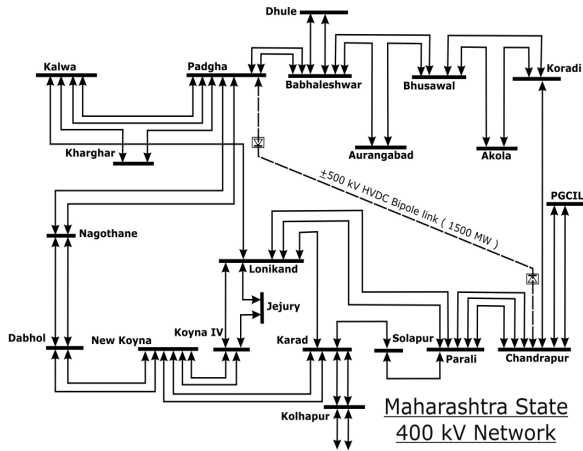 Dhule
Kalwa
Padgha
Babhaleshwar
Bhusawal
Koradi
Kharghar
Aurangabad
Akola
±500 kV HVDC Bipole link ( 1500 MW )
PGCIL
Nagothane
Lonikand
Jejury
Dabhol
New Koyna
Koyna IV
Karad
Solapur
Parali
Chandrapur
Kolhapur
Maharashtra State
400 kV Network